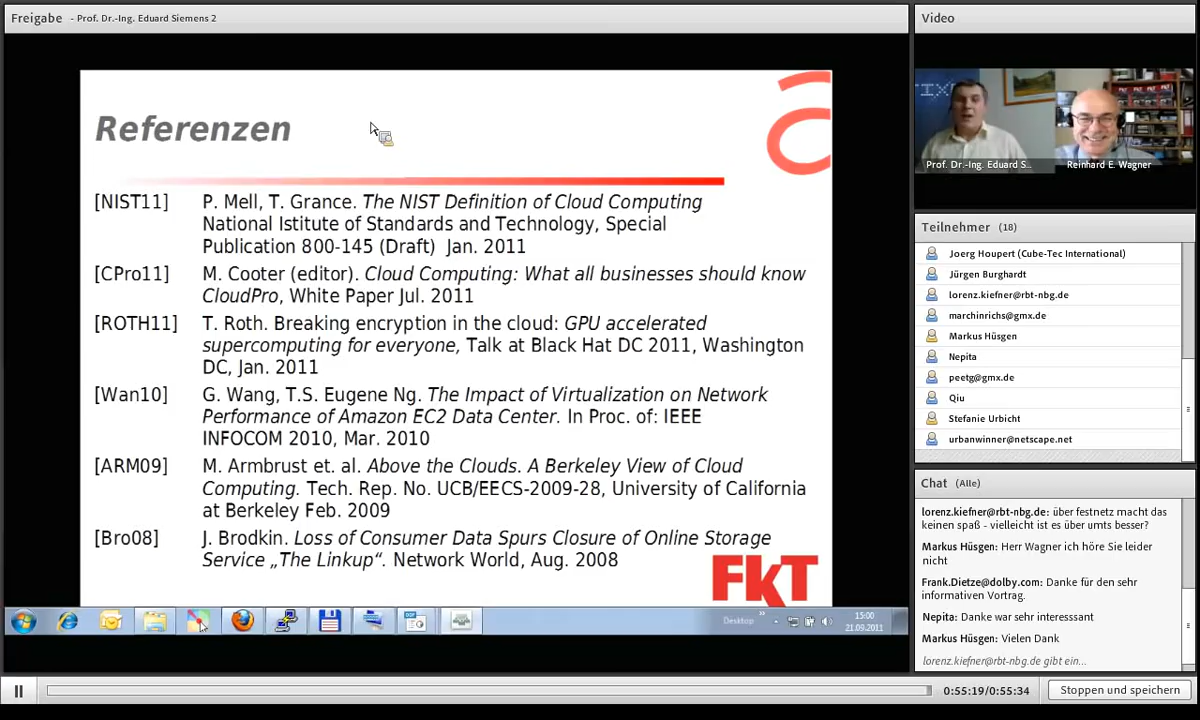 Freigabe - Prof. Dr.-Ing. Eduard Siemens 2
Referenzen
[NIST11] P. Mell, T. Grance. The NIST Definition of Cloud Computing
National Istitute of Standards and Technology, Special
Publication 800-145 (Draft) Jan. 2011
[CPro11] M. Cooter (editor). Cloud Computing: What all businesses should know
CloudPro, White Paper Jul. 2011
[ROTH11] T. Roth. Breaking encryption in the cloud: GPU accelerated
supercomputing for everyone, Talk at Black Hat DC 2011, Washington
DC, Jan. 2011
[Wan10] G. Wang, T.S. Eugene Ng. The Impact of Virtualization on Network
Performance of Amazon EC2 Data Center. In Proc. of: IEEE
INFOCOM 2010, Mar. 2010
[ARM09] M. Armbrust et. al. Above the Clouds. A Berkeley View of Cloud
Computing. Tech. Rep. No. UCB/EECS-2009-28, University of California
at Berkeley Feb. 2009
[Bro08] J. Brodkin. Loss of Consumer Data Spurs Closure of Online Storage
Service „The Linkup“. Network World, Aug. 2008
FKT
Desktop
15:00
21.09.2011
Video
Prof. Dr.-Ing. Eduard S...
Reinhard E. Wagner
Teilnehmer (18)
Joerg Houpert (Cube-Tec International)
Jürgen Burghardt
lorenz.kiefner@rbt-nbg.de
marchinrichs@gmx.de
Markus Hüsgen
Nepita
peetg@gmx.de
Qiu
Stefanie Urbicht
urbanwinner@netscape.net
Chat (Alle)
lorenz.kiefner@rbt-nbg.de: über festnetz macht das
keinen spaß - vielleicht ist es über umts besser?
Markus Hüsgen: Herr Wagner ich höre Sie leider
nicht
Frank.Dietze@dolby.com: Danke für den sehr
informativen Vortrag.
Nepita: Danke war sehr interesssant
Markus Hüsgen: Vielen Dank
lorenz.kiefner@rbt-nbg.de gibt ein...
0:55:19/0:55:34
Stoppen und speichern